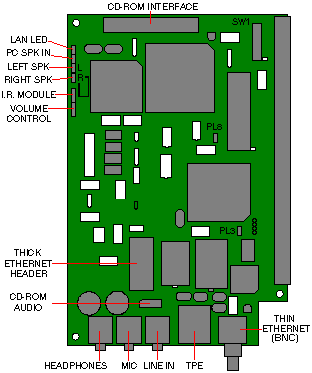 CD-ROM INTERFACE
SW1
LAN LED
PC SPK IN
LEFT SPK
L
RIGHT SPK
R
I.R. MODULE
VOLUME
CONTROL
PL6
PL3
THICK
ETHERNET
HEADER
CD-ROM
AUDIO
THIN
ETHERNET
(BNC)
HEADPHONES
MIC
LINE IN
TPE